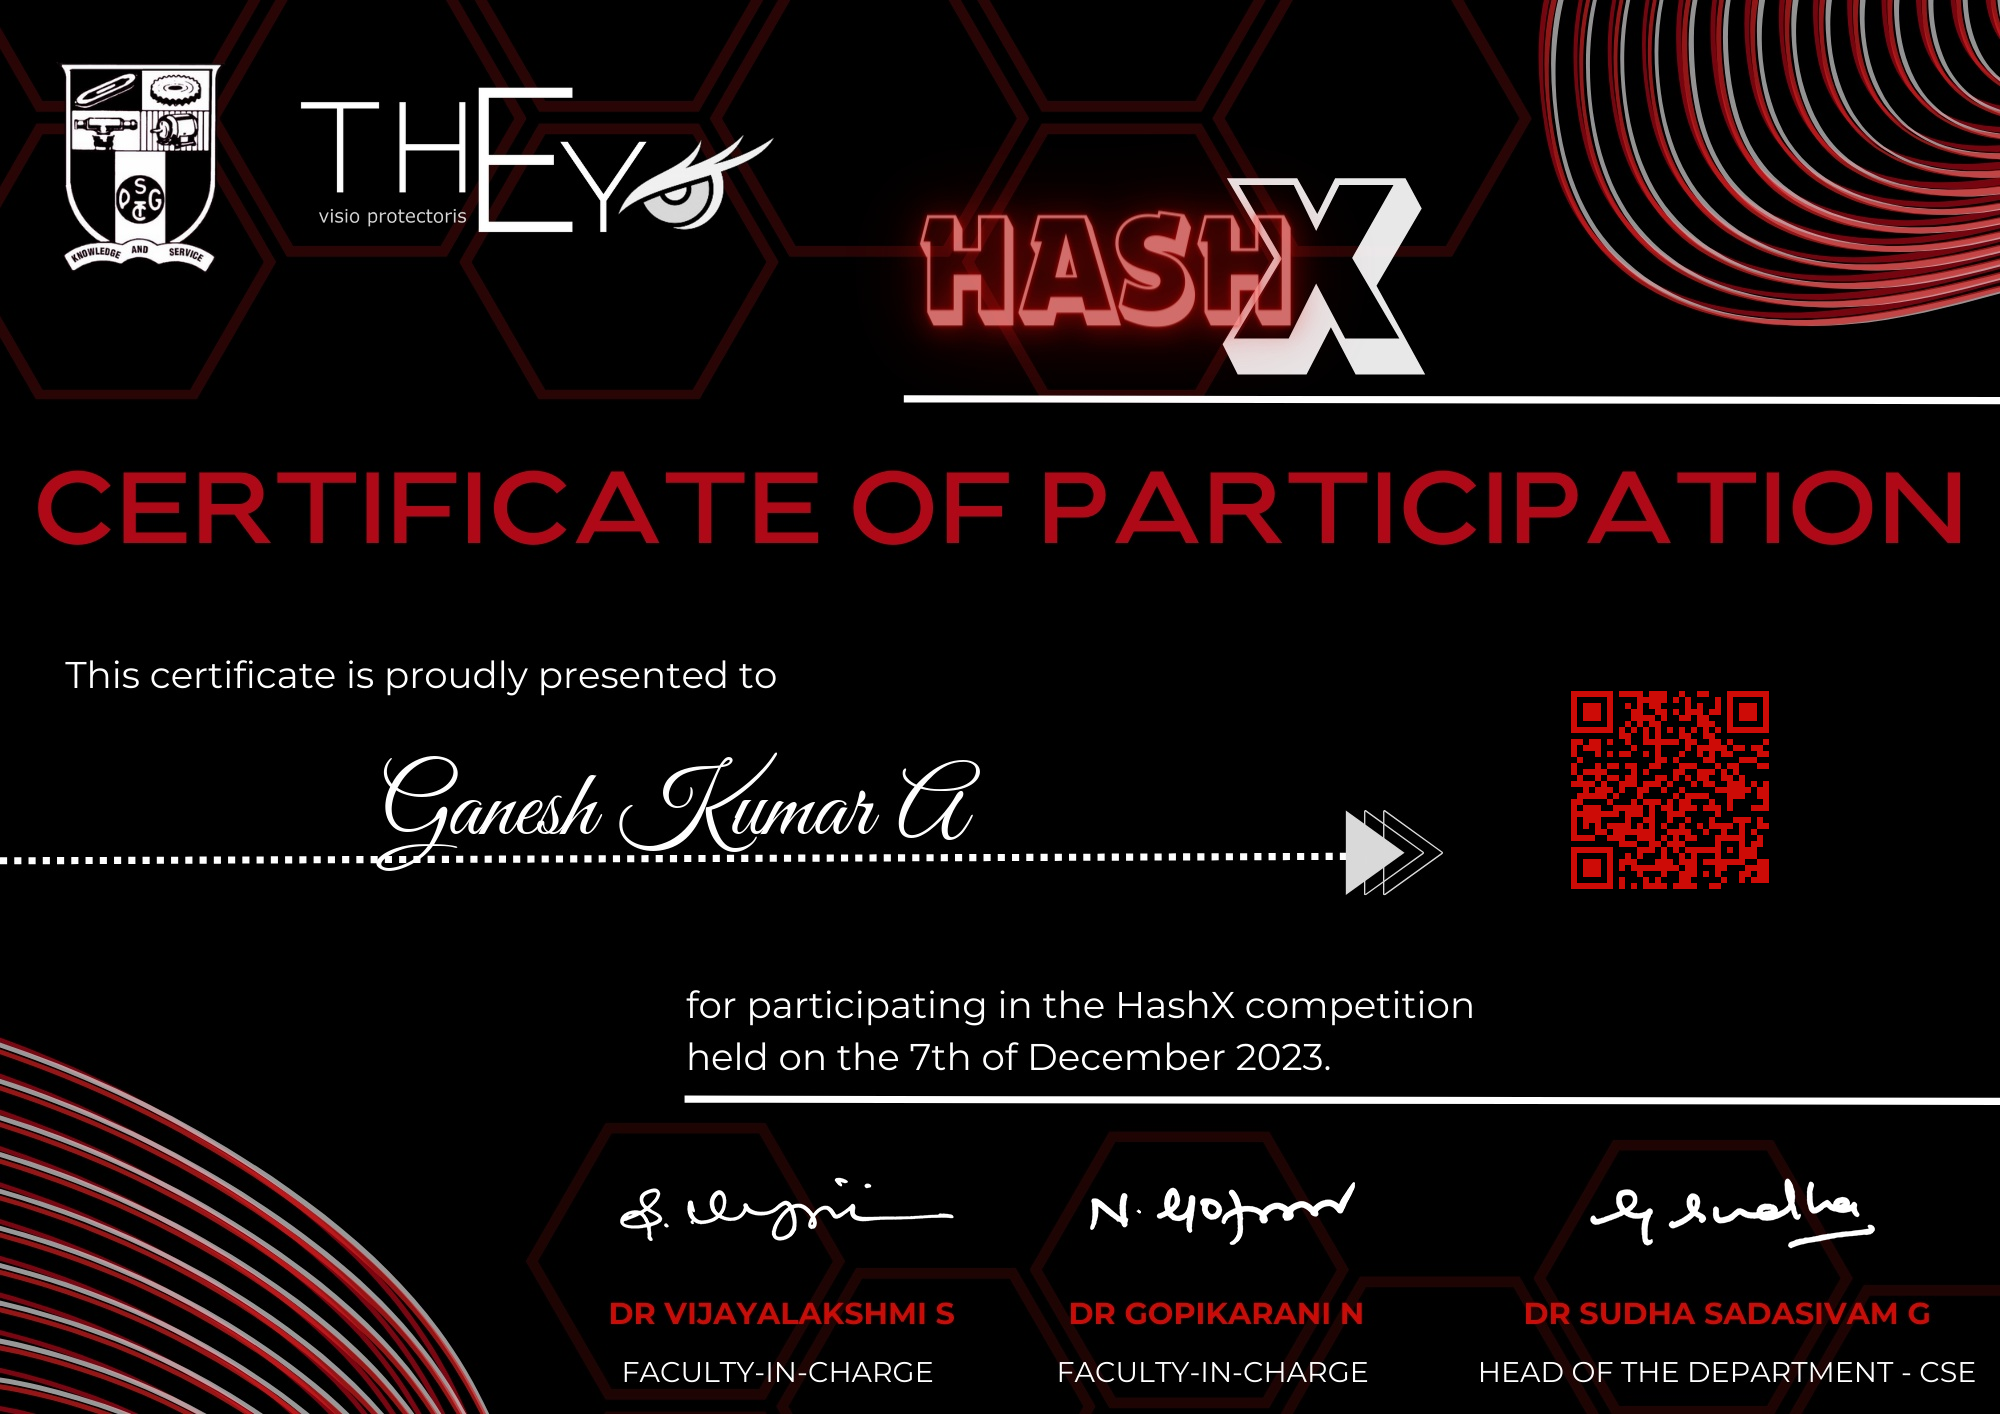 THEY
visio protectoris
PSG
CT
KNOWLEDGE AND SERVICE
HASHX
CERTIFICATE OF PARTICIPATION
This certificate is proudly presented to
Ganesh Kumar A
for participating in the HashX competition
held on the 7th of December 2023.
N.
G Sudha
DR VIJAYALAKSHMI S
DR GOPIKARANI N
DR SUDHA SADASIVAM G
FACULTY-IN-CHARGE
FACULTY-IN-CHARGE
HEAD OF THE DEPARTMENT - CSE